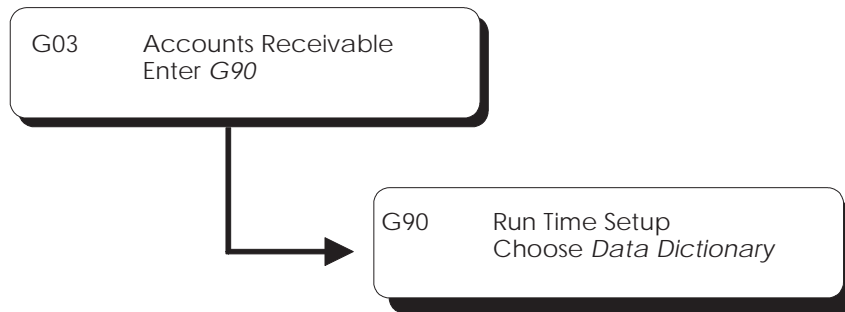 G03 Accounts Receivable
Enter G90
G90 Run Time Setup
Choose Data Dictionary